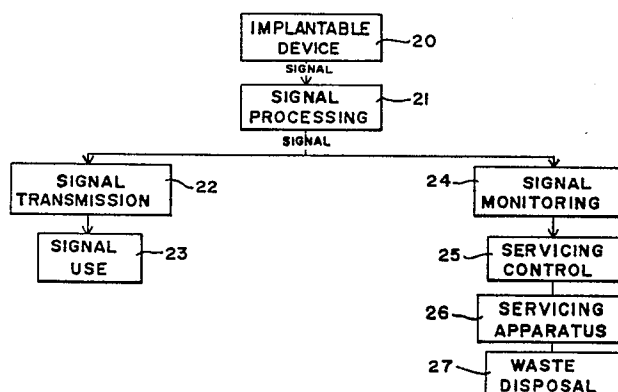 IMPLANTABLE
DEVICE
20
SIGNAL
SIGNAL
PROCESSING
21
SIGNAL
SIGNAL
TRANSMISSION
22
24
SIGNAL
MONITORING
SIGNAL
USE
23
25
SERVICING
CONTROL
26
SERVICING
APPARATUS
27
WASTE
DISPOSAL